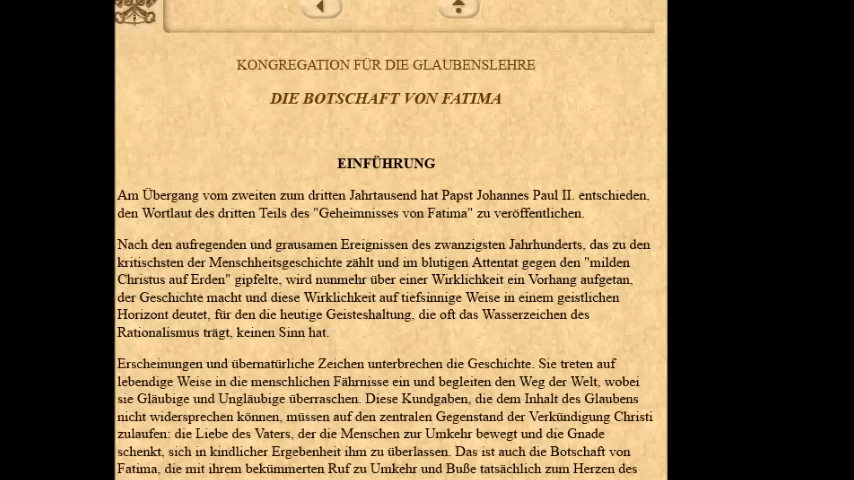 KONGREGATION FÜR DIE GLAUBENSLEHRE
DIE BOTSCHAFT VON FATIMA
EINFÜHRUNG
Am Übergang vom zweiten zum dritten Jahrtausend hat Papst Johannes Paul II. entschieden,
den Wortlaut des dritten Teils des "Geheimnisses von Fatima" zu veröffentlichen.
Nach den aufregenden und grausamen Ereignissen des zwanzigsten Jahrhunderts, das zu den
kritischsten der Menschheitsgeschichte zählt und im blutigen Attentat gegen den "milden
Christus auf Erden" gipfelte, wird nunmehr über einer Wirklichkeit ein Vorhang aufgetan,
der Geschichte macht und diese Wirklichkeit auf tiefsinnige Weise in einem geistlichen
Horizont deutet, für den die heutige Geisteshaltung, die oft das Wasserzeichen des
Rationalismus trägt, keinen Sinn hat.
Erscheinungen und übernatürliche Zeichen unterbrechen die Geschichte. Sie treten auf
lebendige Weise in die menschlichen Fährnisse ein und begleiten den Weg der Welt, wobei
sie Gläubige und Ungläubige überraschen. Diese Kundgaben, die dem Inhalt des Glaubens
nicht widersprechen können, müssen auf den zentralen Gegenstand der Verkündigung Christi
zulaufen: die Liebe des Vaters, der die Menschen zur Umkehr bewegt und die Gnade
schenkt, sich in kindlicher Ergebenheit ihm zu überlassen. Das ist auch die Botschaft von
Fatima, die mit ihrem bekümmerten Ruf zu Umkehr und Buße tatsächlich zum Herzen des